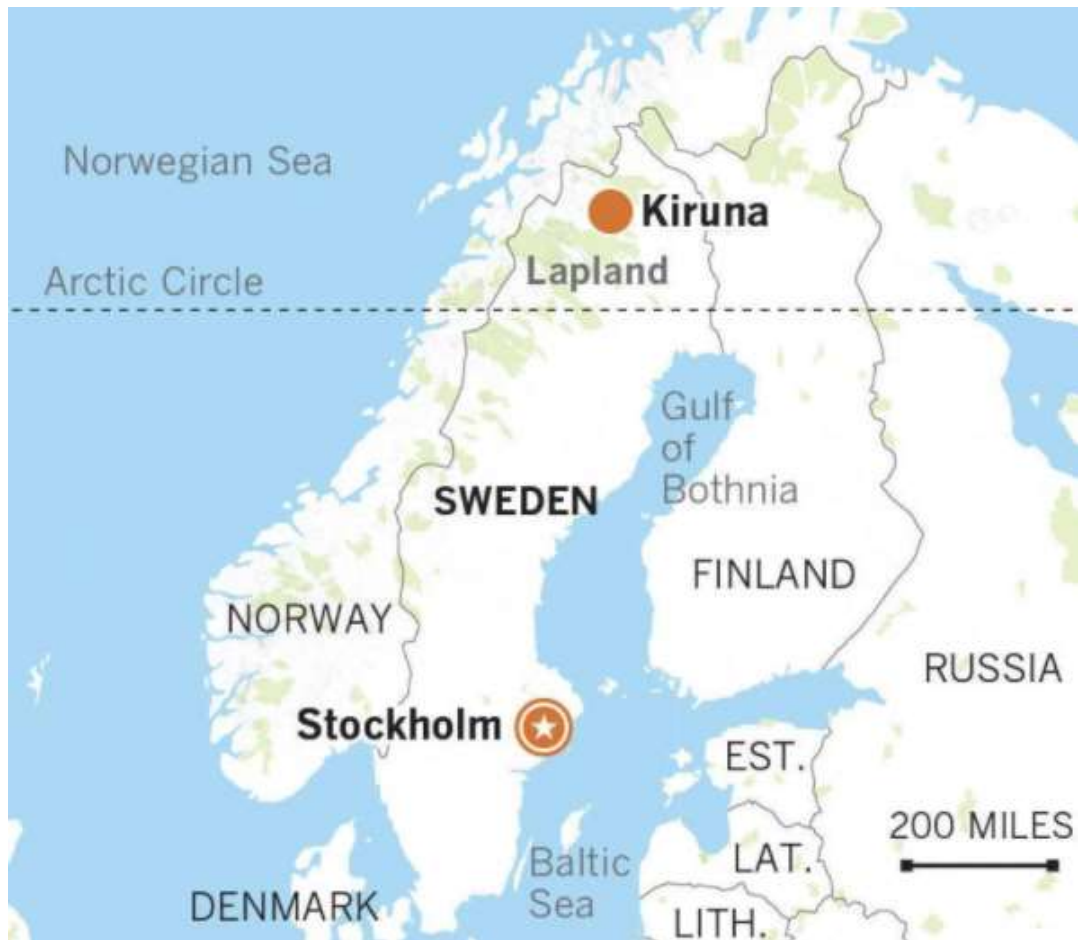 Norwegian Sea
Kiruna
Lapland
Arctic Circle
Gulf
of
Bothnia
SWEDEN
FINLAND
NORWAY
RUSSIA
Stockholm
EST.
200 MILES
LAT.
Baltic
Sea
DENMARK
LITH.